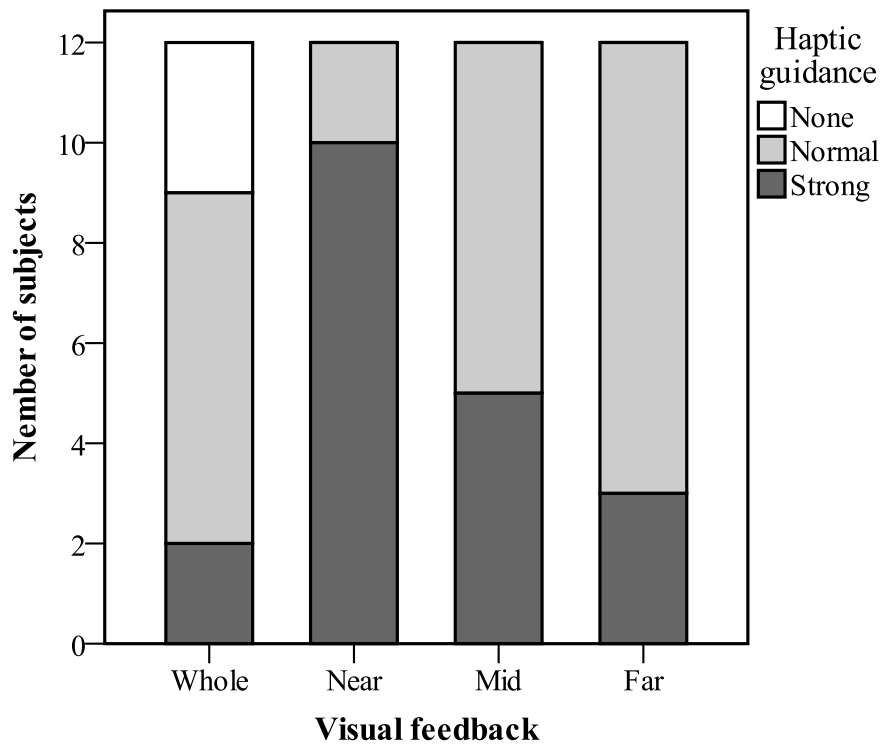 Haptic
guidance
None
Normal
Strong
Nember of subjects
12
10
8
6
4
2
0
Whole Near Mid Far
Visual feedback